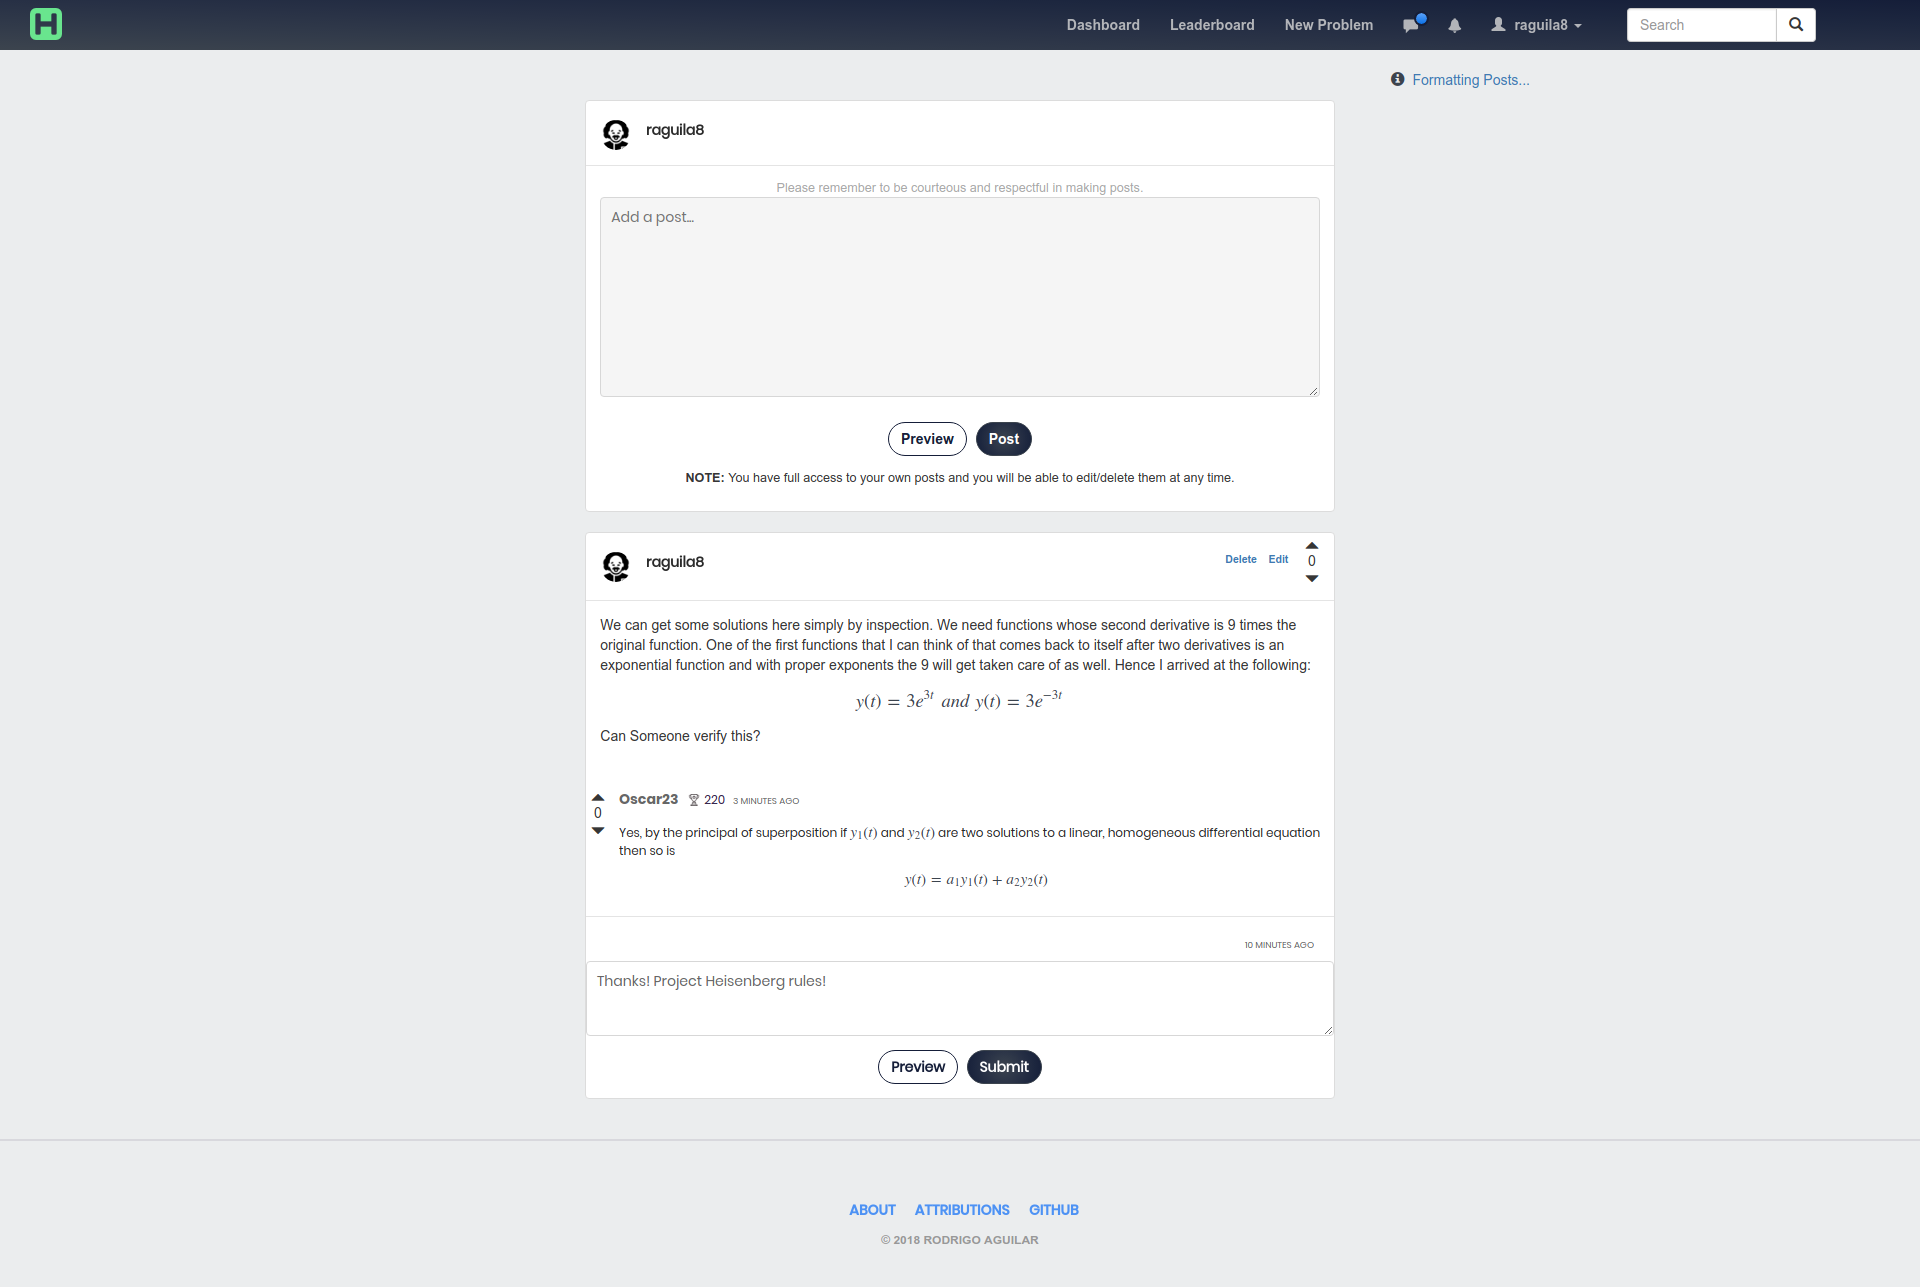 H
Dashboard Leaderboard New Problem raguila8 Search
Formatting Posts...
raguila8
Please remember to be courteous and respectful in making posts.
Add a post...
Preview Post
NOTE: You have full access to your own posts and you will be able to edit/delete them at any time.
raguila8
Delete Edit 0
We can get some solutions here simply by inspection. We need functions whose second derivative is 9 times the
original function. One of the first functions that I can think of that comes back to itself after two derivatives is an
exponential function and with proper exponents the 9 will get taken care of as well. Hence I arrived at the following:
y(t) = 3e^{3t} and y(t) = 3e^{−3t}
Can Someone verify this?
0
Oscar23 220 3 MINUTES AGO
Yes, by the principal of superposition if y₁(t) and y₂(t) are two solutions to a linear, homogeneous differential equation
then so is
y(t) = a₁y₁(t) + a₂y₂(t)
10 MINUTES AGO
Thanks! Project Heisenberg rules!
Preview Submit
ABOUT ATTRIBUTIONS GITHUB
© 2018 RODRIGO AGUILAR